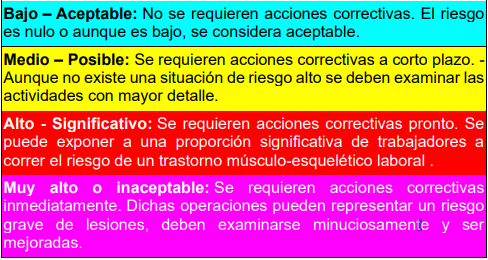 Bajo – Aceptable: No se requieren acciones correctivas. El riesgo
es nulo o aunque es bajo, se considera aceptable.
Medio – Posible: Se requieren acciones correctivas a corto plazo. -
Aunque no existe una situación de riesgo alto se deben examinar las
actividades con mayor detalle.
Alto - Significativo: Se requieren acciones correctivas pronto. Se
puede exponer a una proporción significativa de trabajadores a
correr el riesgo de un trastorno músculo-esquelético laboral .
Muy alto o inaceptable: Se requieren acciones correctivas
inmediatamente. Dichas operaciones pueden representar un riesgo
grave de lesiones, deben examinarse minuciosamente y ser
mejoradas.